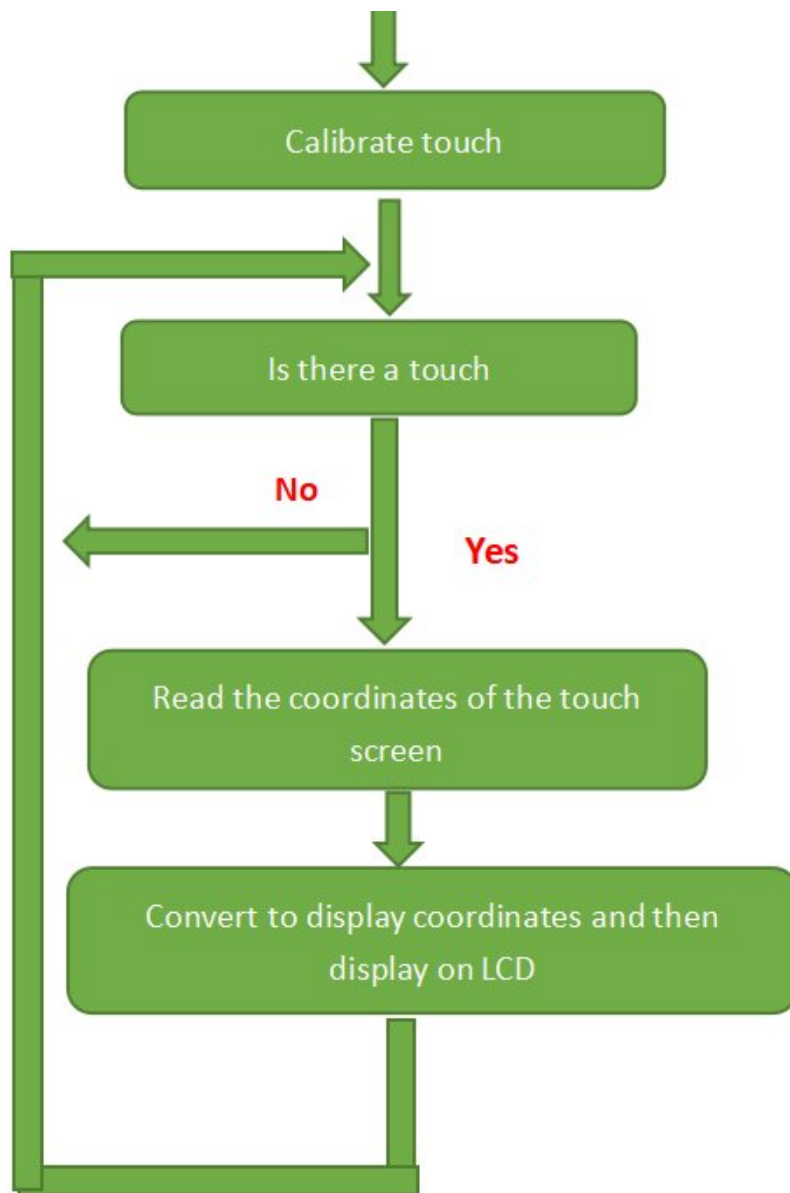 Calibrate touch
Is there a touch
No
Yes
Read the coordinates of the touch
screen
Convert to display coordinates and then
display on LCD